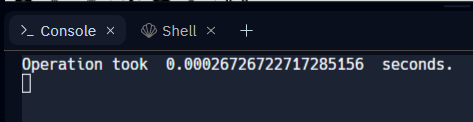 Console × Shell × +
Operation took  0.00026726722717285156  seconds.